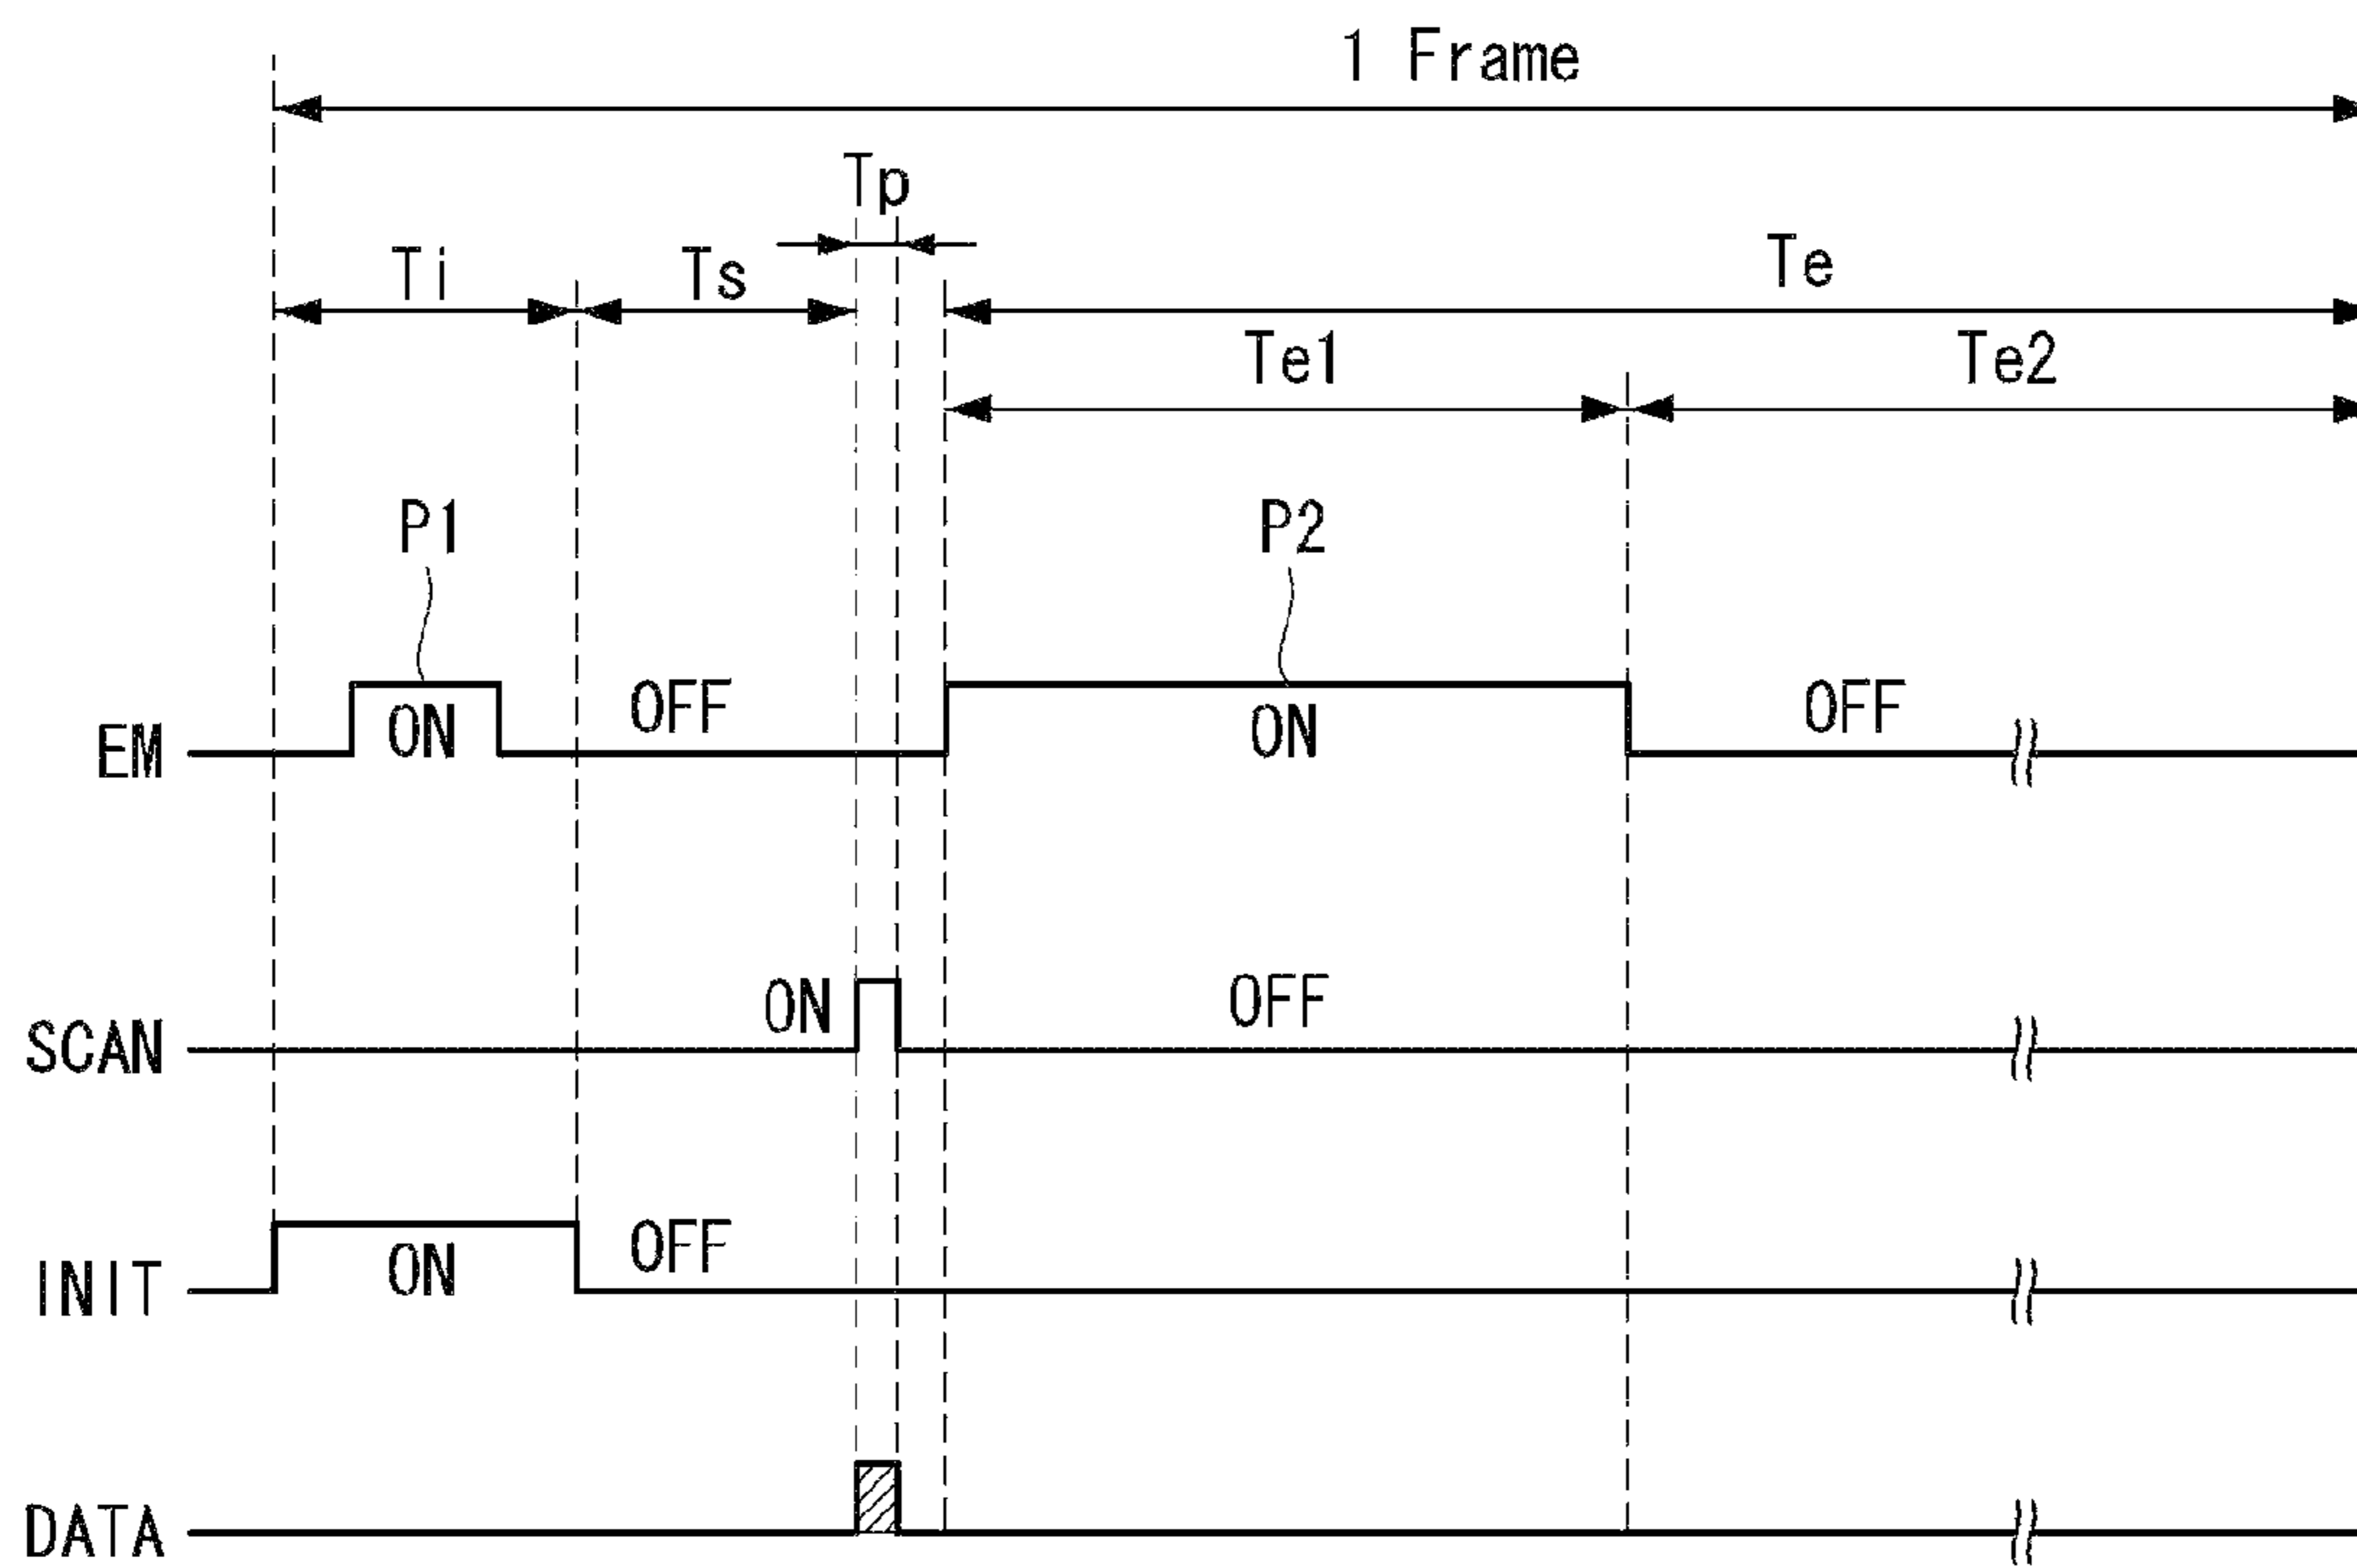 1 Frame
Tp
Ti Ts Te
Te1 Te2
P1 P2
EM ON OFF ON OFF
SCAN ON OFF
INIT ON OFF
DATA